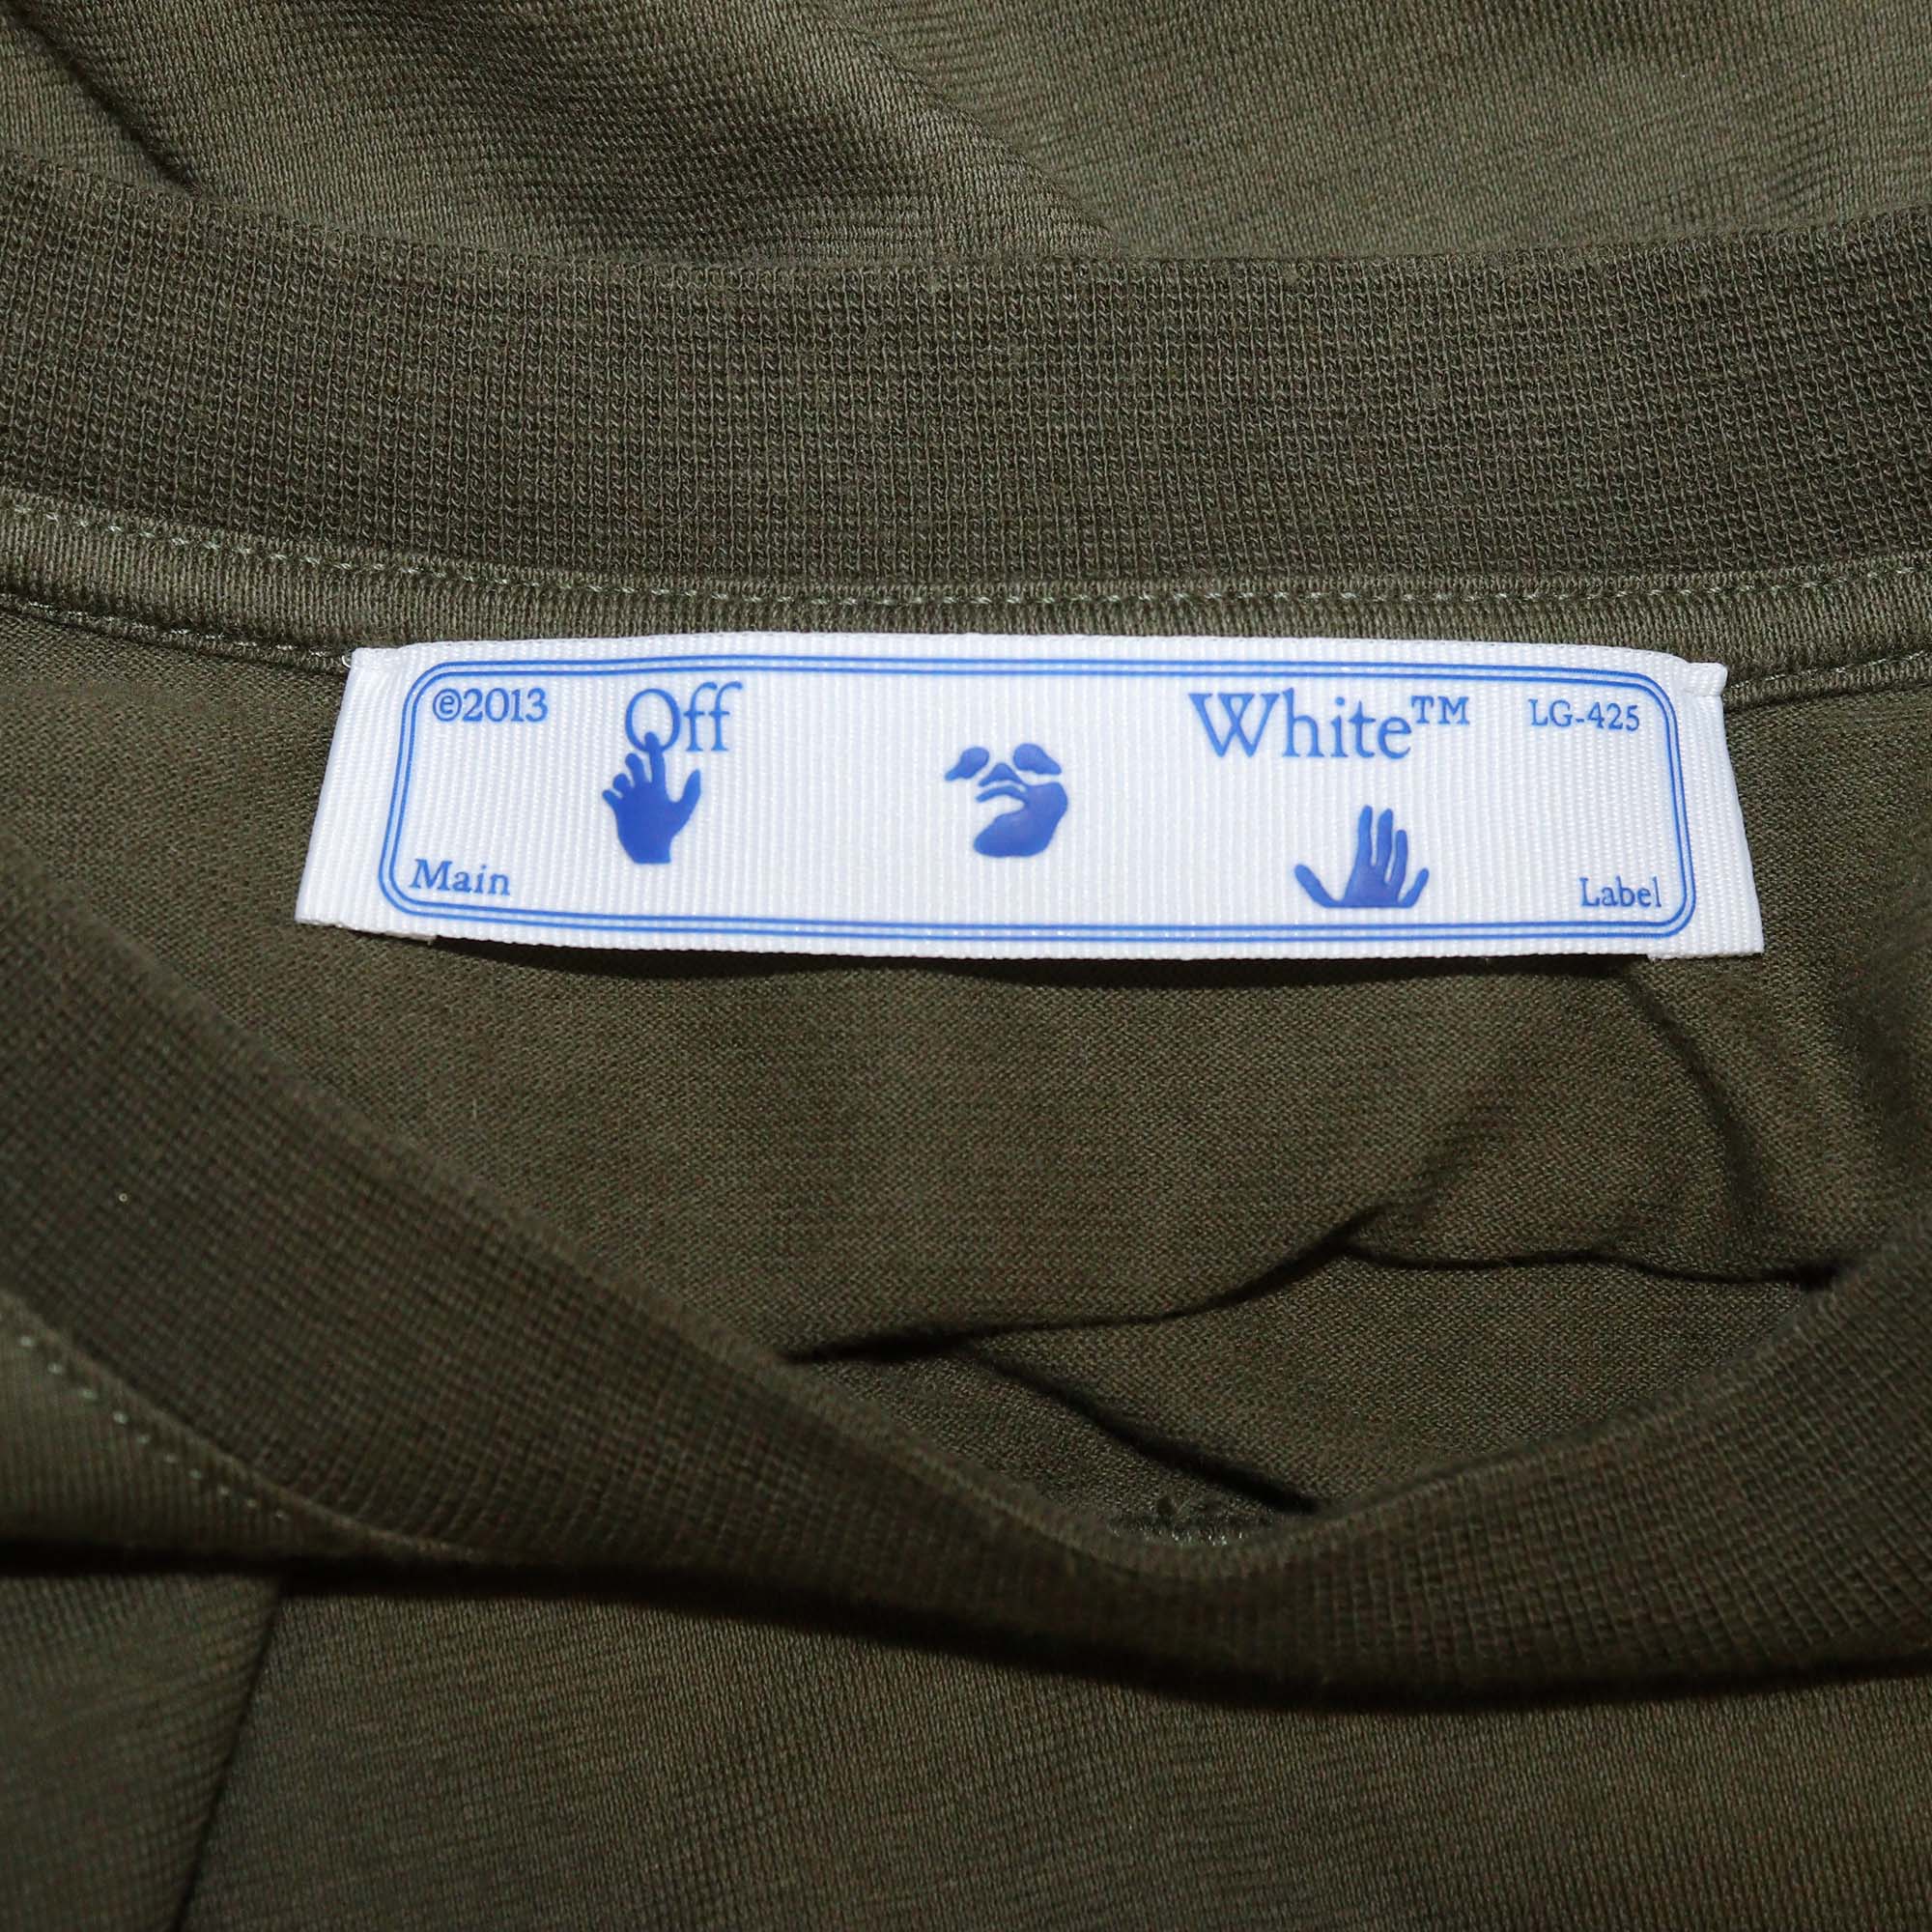 ©2013 Off White™ LG-425
Main Label